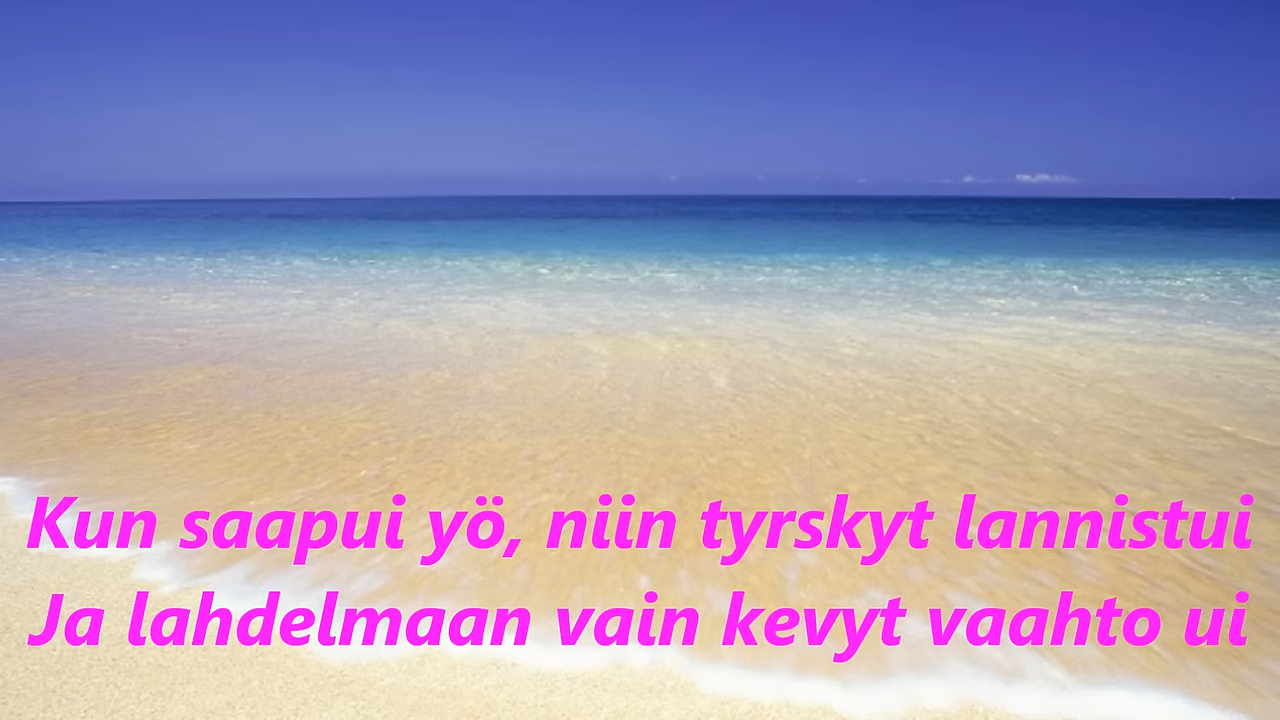 Kun saapui yö, niin tyrskyt lannistui
Ja lahdelmaan vain kevyt vaahto ui